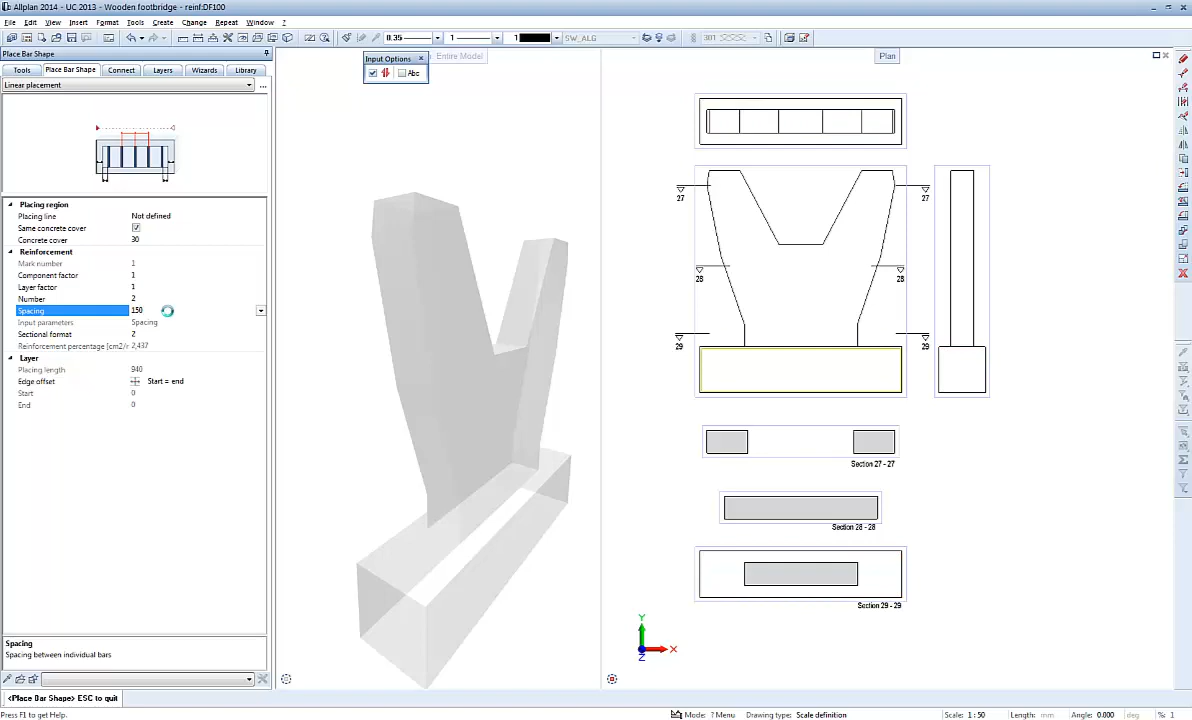 Allplan 2014 - UC 2013 - Wooden footbridge - reinf:DF100
File Edit View Insert Format Tools Create Change Repeat Window ?
0.35 1 1 SW_ALG 301
Place Bar Shape
Tools Place Bar Shape Connect Layers Wizards Library
Linear placement ...
Input Options
Abc
Entire Model
Plan
Placing region
Placing line Not defined
Same concrete cover
Concrete cover 30
Reinforcement
Mark number 1
Component factor 1
Layer factor 1
Number 2
Spacing 150
Input parameters Spacing
Sectional format 2
Reinforcement percentage [cm2/r 2,437
Layer
Placing length 940
Edge offset Start = end
Start 0
End 0
27 27
28 28
29 29
Section 27 - 27
Section 28 - 28
Section 29 - 29
Y
X
Z
Spacing
Spacing between individual bars
<Place Bar Shape> ESC to quit
Press F1 to get Help.
Mode: ? Menu Drawing type: Scale definition Scale: 1 : 50 Length: mm Angle: 0.000 deg %: 1